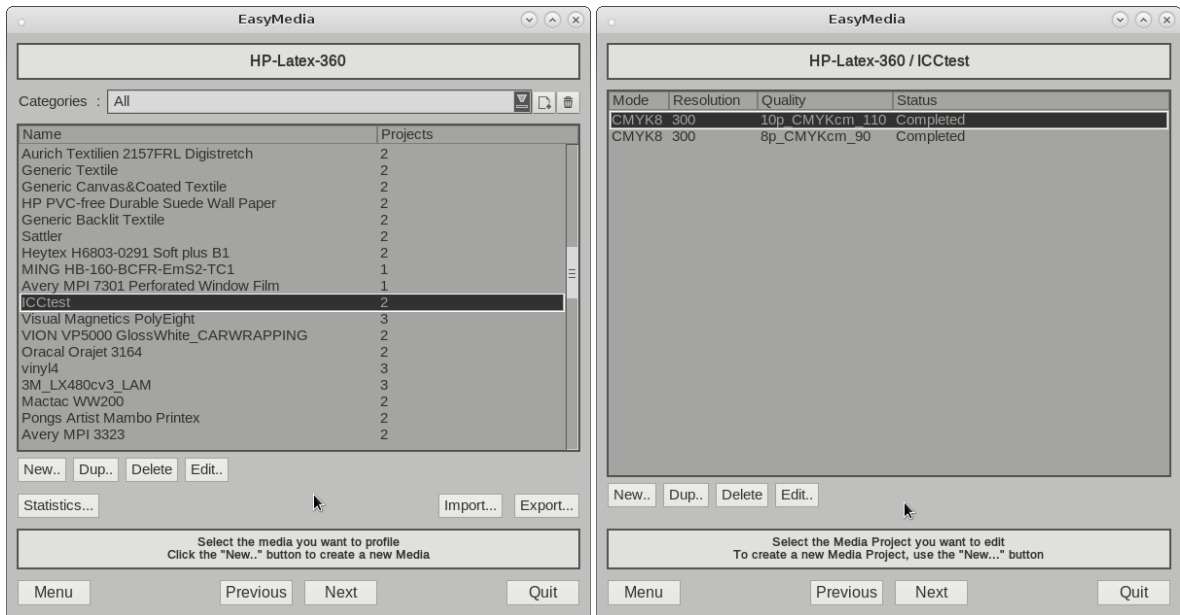 EasyMedia
HP-Latex-360
Categories : All
Name Projects
Aurich Textilien 2157FRL Digistretch 2
Generic Textile 2
Generic Canvas&Coated Textile 2
HP PVC-free Durable Suede Wall Paper 2
Generic Backlit Textile 2
Sattler 2
Heytex H6803-0291 Soft plus B1 2
MING HB-160-BCFR-EmS2-TC1 1
Avery MPI 7301 Perforated Window Film 1
ICCtest 2
Visual Magnetics PolyEight 3
VION VP5000 GlossWhite_CARWRAPPING 2
Oracal Orajet 3164 2
vinyl4 3
3M_LX480cv3_LAM 3
Mactac WW200 2
Pongs Artist Mambo Printex 2
Avery MPI 3323 2
New.. Dup.. Delete Edit..
Statistics... Import... Export...
Select the media you want to profile
Click the "New.." button to create a new Media
Menu Previous Next Quit
EasyMedia
HP-Latex-360 / ICCtest
Mode Resolution Quality Status
CMYK8 300 10p_CMYKcm_110 Completed
CMYK8 300 8p_CMYKcm_90 Completed
New.. Dup.. Delete Edit..
Select the Media Project you want to edit
To create a new Media Project, use the "New..." button
Menu Previous Next Quit